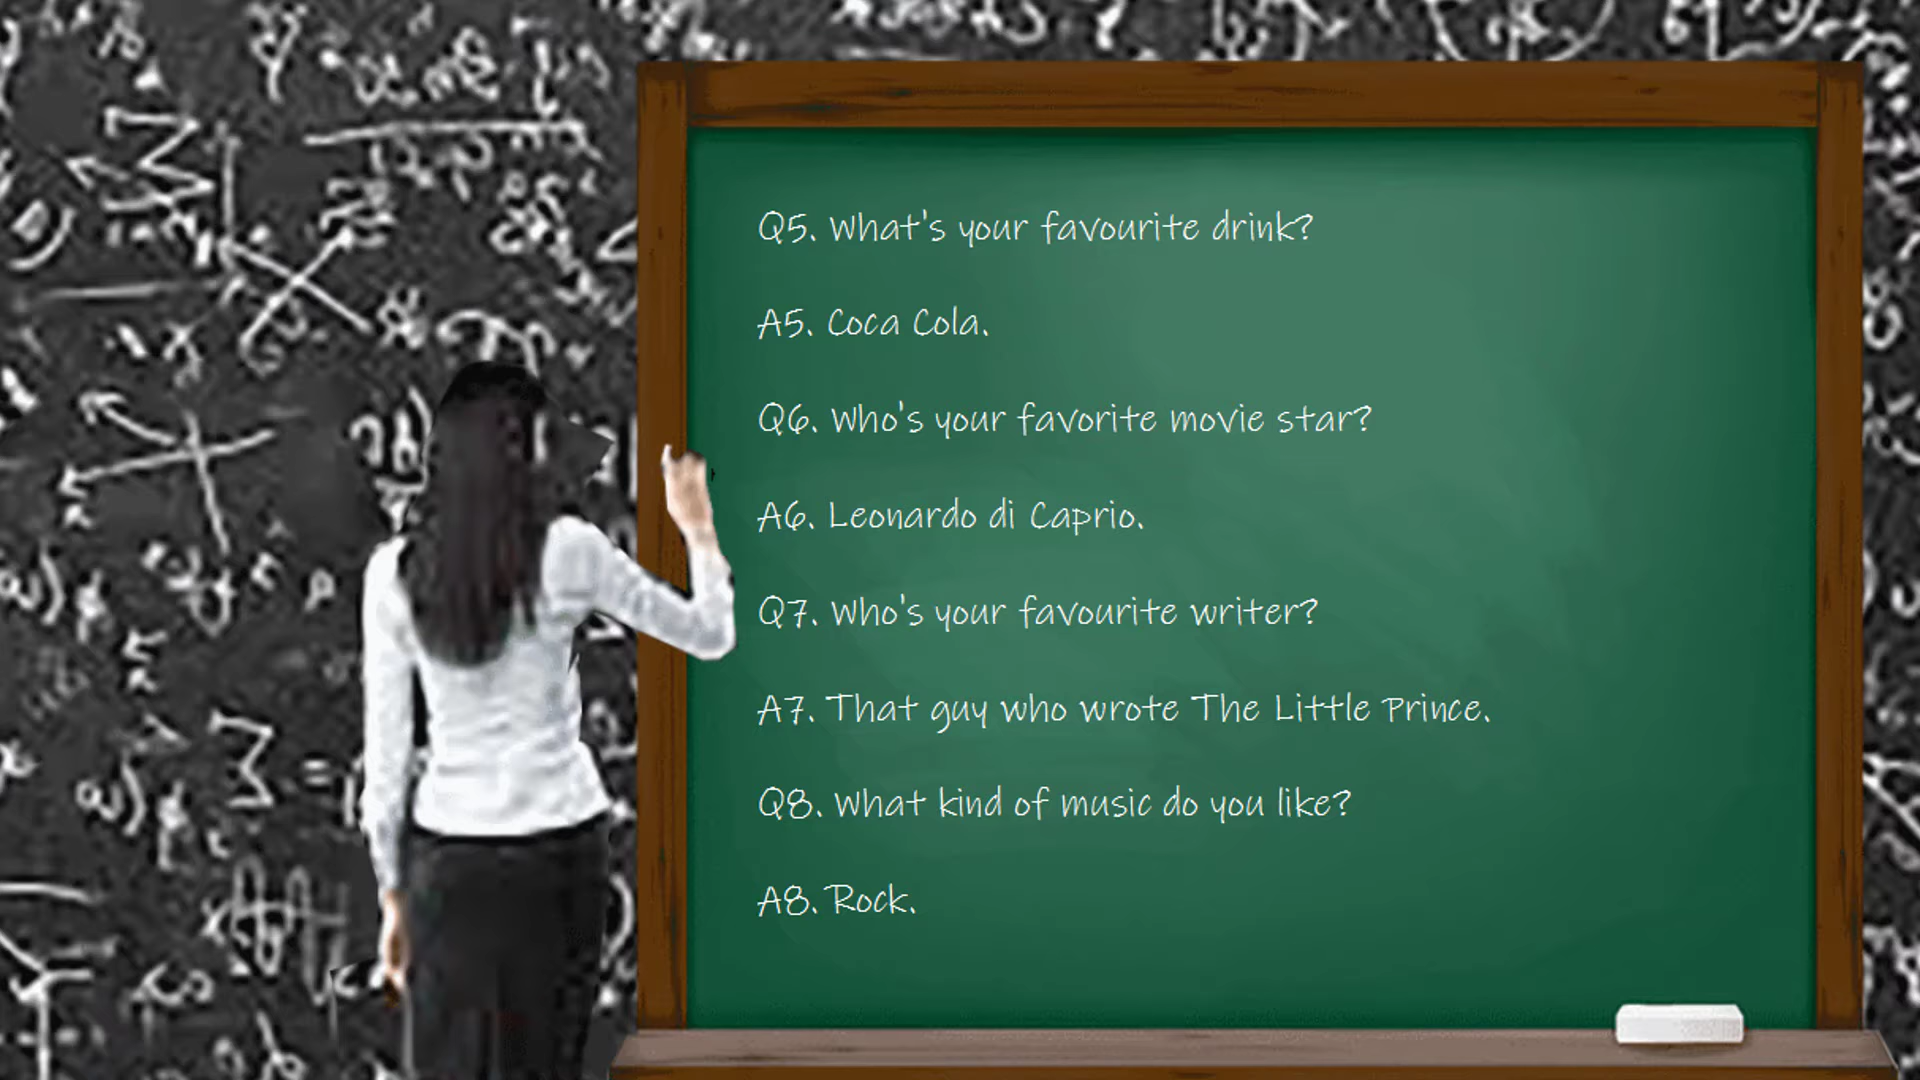 Q5. What's your favourite drink?
A5. Coca Cola.
Q6. Who's your favorite movie star?
A6. Leonardo di Caprio.
Q7. Who's your favourite writer?
A7. That guy who wrote The Little Prince.
Q8. What kind of music do you like?
A8. Rock.